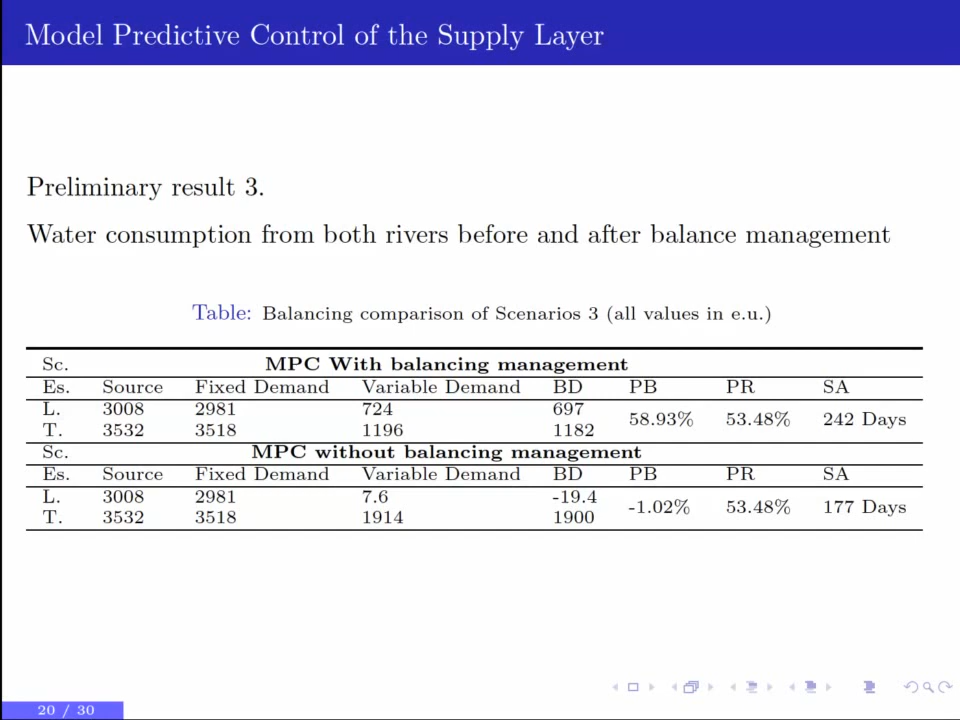 Model Predictive Control of the Supply Layer
Preliminary result 3.
Water consumption from both rivers before and after balance management
Table: Balancing comparison of Scenarios 3 (all values in e.u.)
Sc. MPC With balancing management
Es. Source Fixed Demand Variable Demand BD PB PR SA
L. 3008 2981 724 697 58.93% 53.48% 242 Days
T. 3532 3518 1196 1182
Sc. MPC without balancing management
Es. Source Fixed Demand Variable Demand BD PB PR SA
L. 3008 2981 7.6 -19.4 -1.02% 53.48% 177 Days
T. 3532 3518 1914 1900
20 / 30